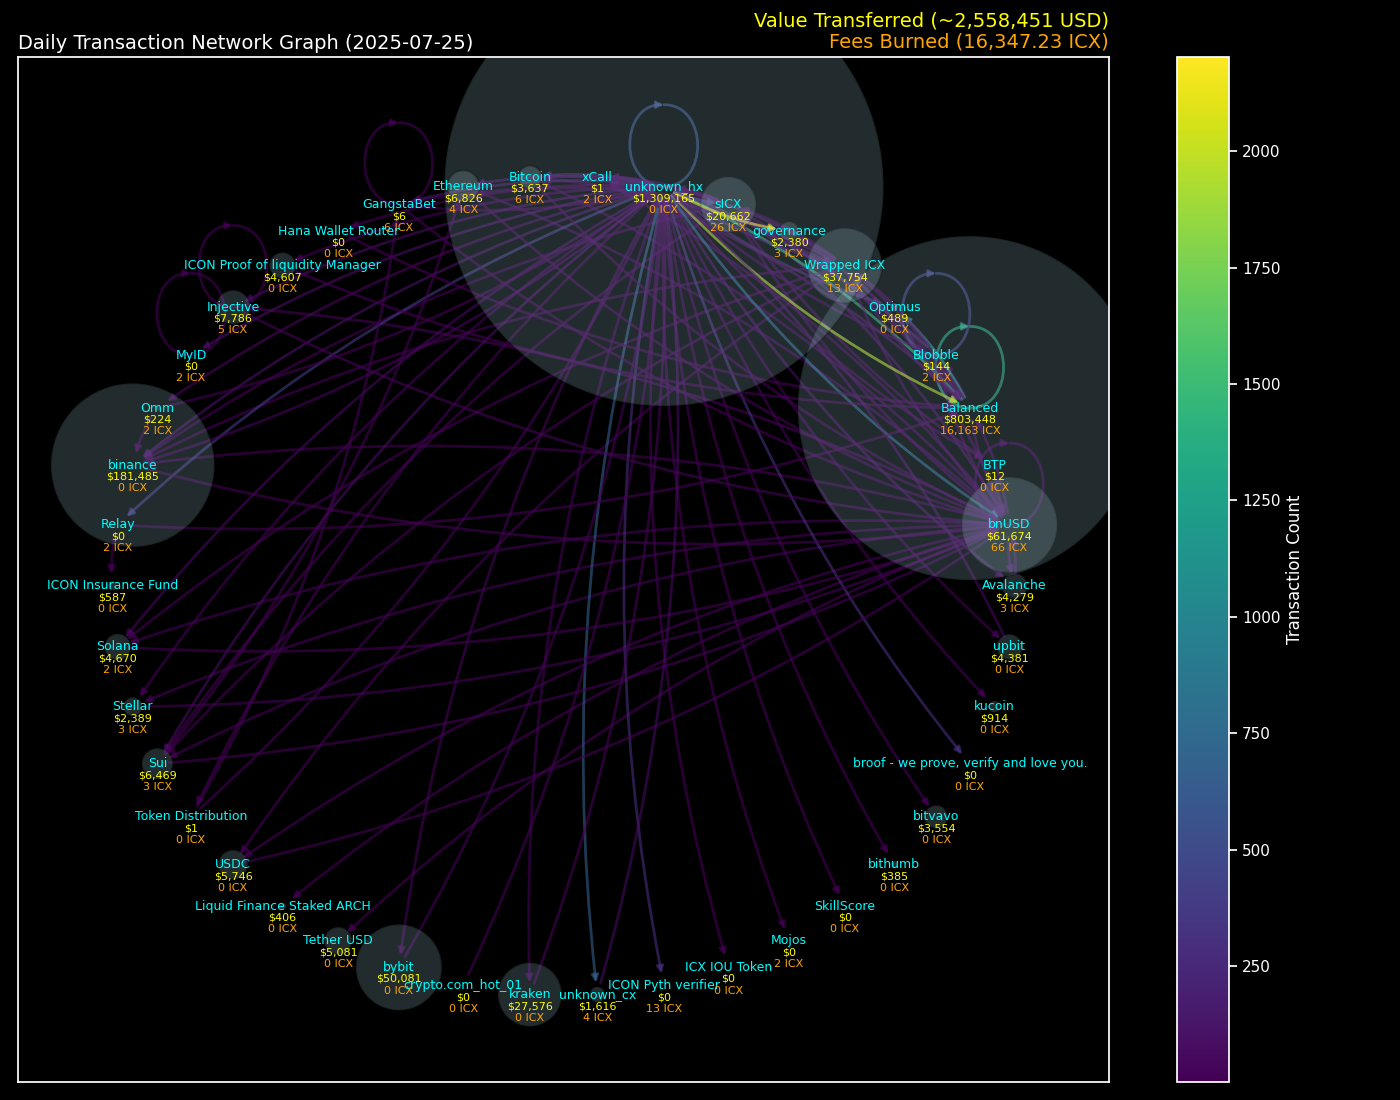 Value Transferred (~2,558,451 USD)
Daily Transaction Network Graph (2025-07-25)
Fees Burned (16,347.23 ICX)
unknown_hx
$1,309,165
0 ICX
xCall
$1
2 ICX
Bitcoin
$3,637
6 ICX
Ethereum
$6,826
4 ICX
GangstaBet
$6
6 ICX
Hana Wallet Router
$0
0 ICX
ICON Proof of liquidity Manager
$4,607
0 ICX
Injective
$7,786
5 ICX
MyID
$0
2 ICX
Omm
$224
2 ICX
binance
$181,485
0 ICX
Relay
$0
2 ICX
ICON Insurance Fund
$587
0 ICX
Solana
$4,670
2 ICX
Stellar
$2,389
3 ICX
Sui
$6,469
3 ICX
Token Distribution
$1
0 ICX
USDC
$5,746
0 ICX
Liquid Finance Staked ARCH
$406
0 ICX
Tether USD
$5,081
0 ICX
bybit
$50,081
0 ICX
crypto.com_hot_01
$0
0 ICX
kraken
$27,576
0 ICX
unknown_cx
$1,616
4 ICX
ICON Pyth verifier
$0
13 ICX
ICX IOU Token
$0
0 ICX
Mojos
$0
2 ICX
SkillScore
$0
0 ICX
bithumb
$385
0 ICX
bitvavo
$3,554
0 ICX
broof - we prove, verify and love you.
$0
0 ICX
kucoin
$914
0 ICX
upbit
$4,381
0 ICX
Avalanche
$4,279
3 ICX
bnUSD
$61,674
66 ICX
BTP
$12
0 ICX
Balanced
$803,448
16,163 ICX
Blobble
$144
2 ICX
Optimus
$489
0 ICX
Wrapped ICX
$37,754
13 ICX
governance
$2,380
3 ICX
sICX
$20,662
26 ICX
2000
1750
1500
1250
1000
750
500
250
Transaction Count